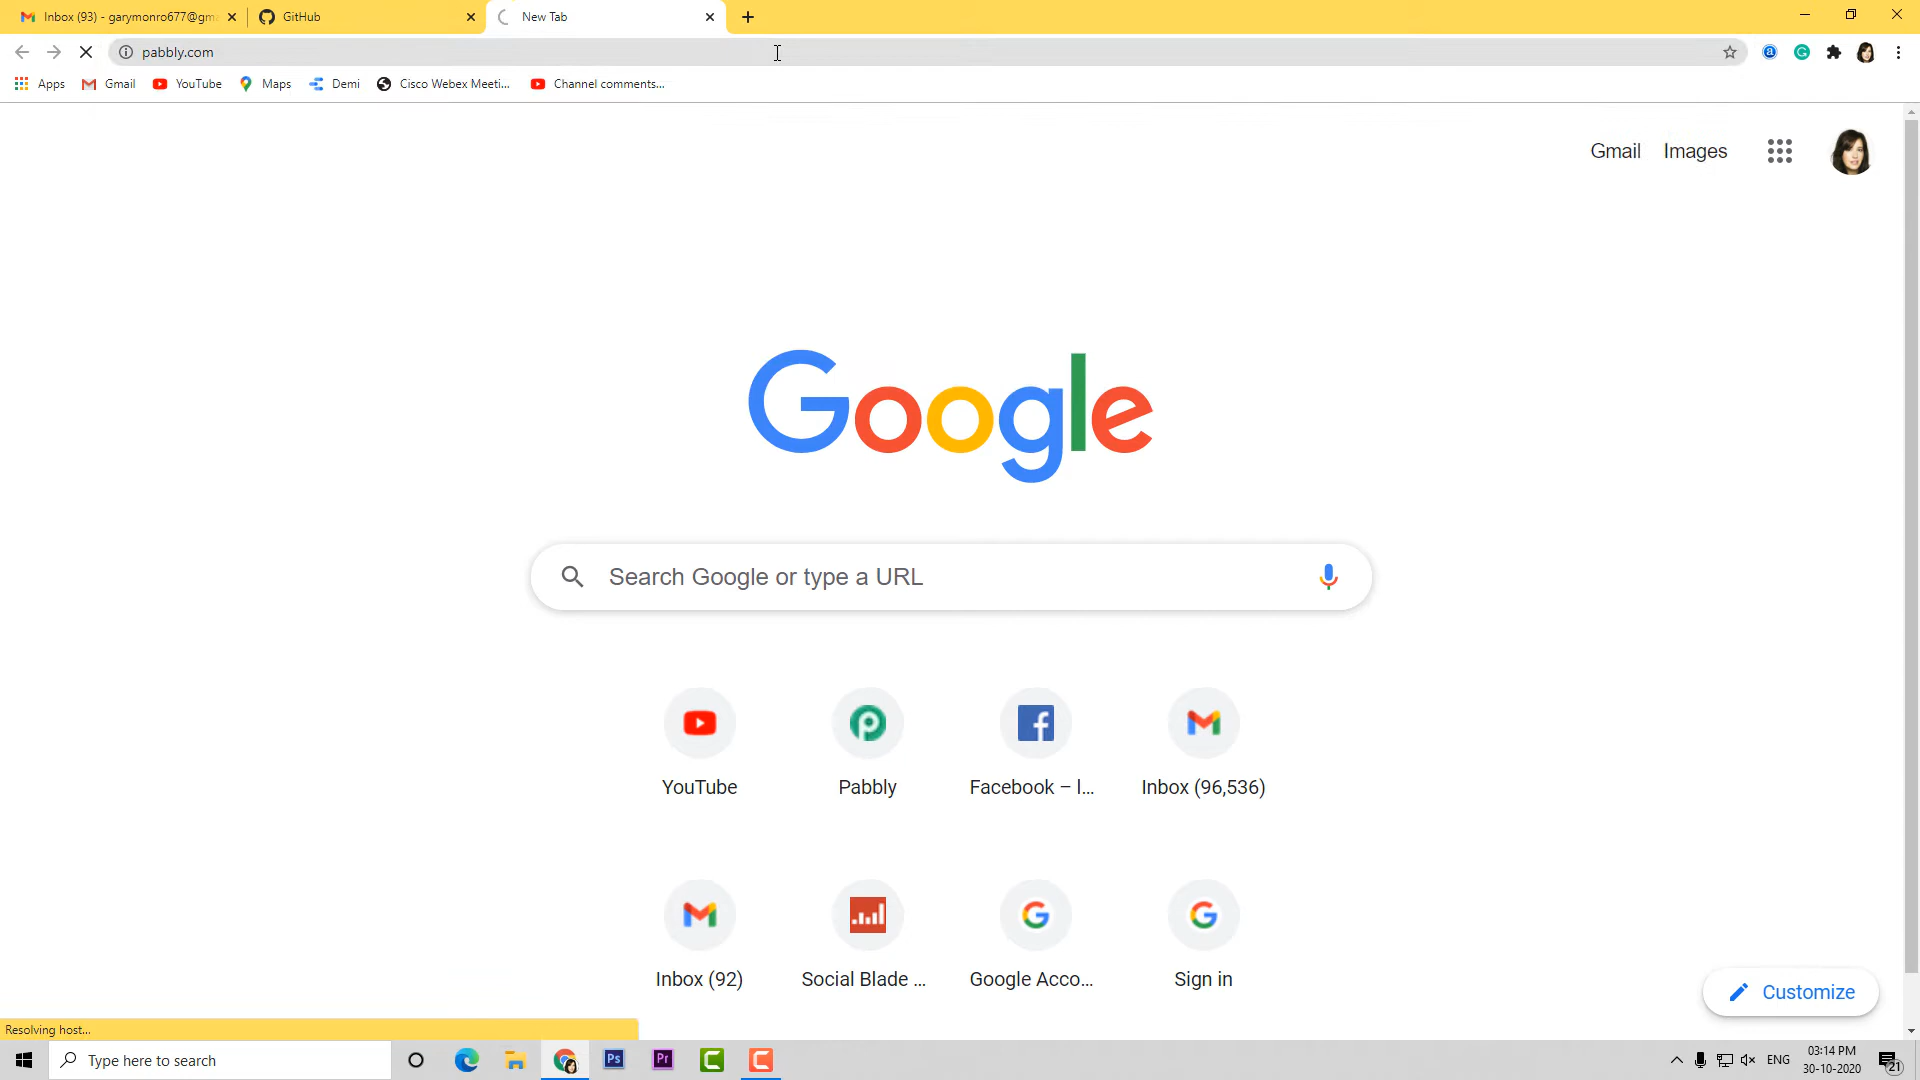 Inbox (93) - garymonro677@gm
GitHub
New Tab
pabbly.com
Apps
Gmail
YouTube
Maps
Demi
Cisco Webex Meeti...
Channel comments...
Gmail
Images
Google
Search Google or type a URL
YouTube
Pabbly
Facebook – l...
Inbox (96,536)
Inbox (92)
Social Blade ...
Google Acco...
Sign in
Customize
Resolving host...
Type here to search
Ps
Pr
ENG
03:14 PM
30-10-2020
21